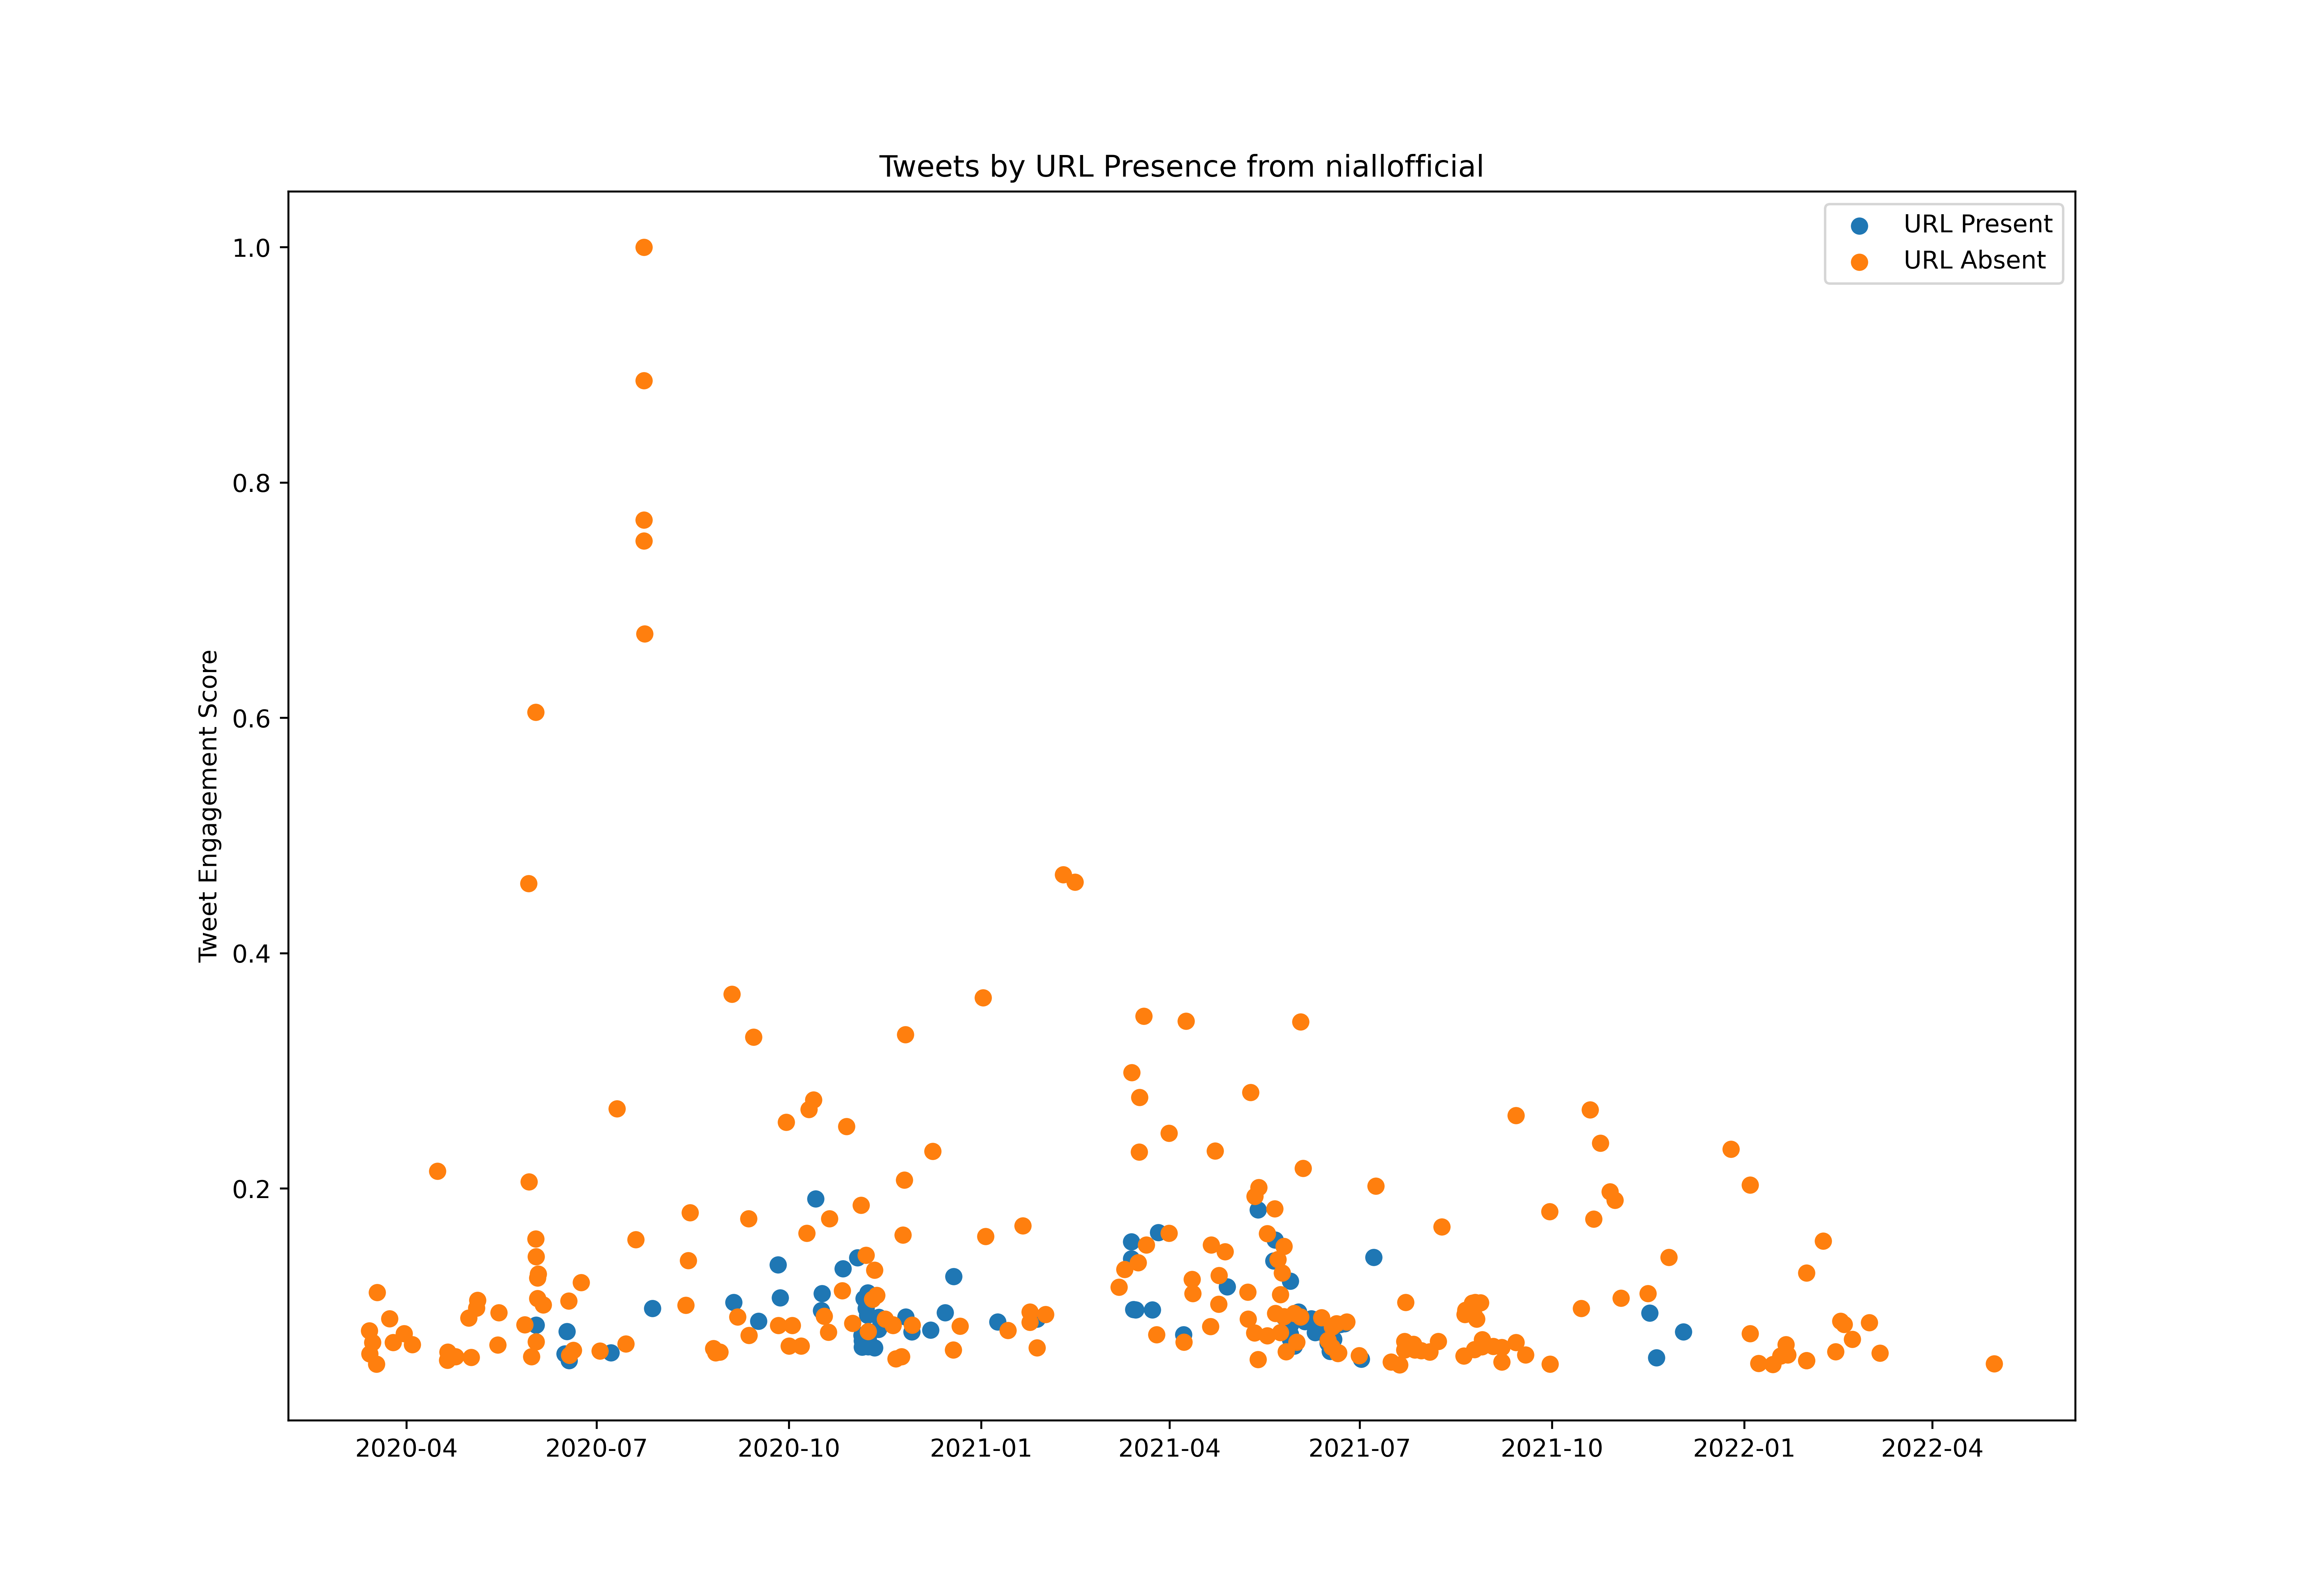 Tweets by URL Presence from niallofficial
URL Present
URL Absent
1.0
0.8
0.6
0.4
0.2
Tweet Engagement Score
2020-04 2020-07 2020-10 2021-01 2021-04 2021-07 2021-10 2022-01 2022-04